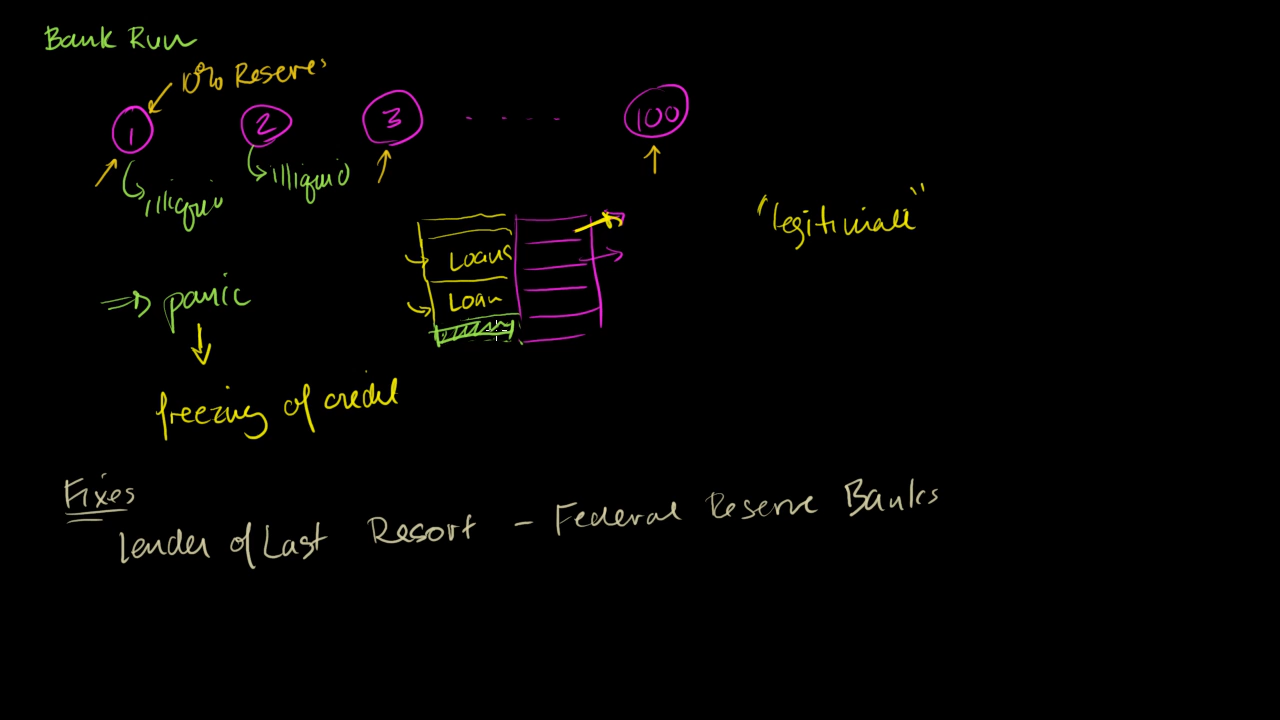 Bank Run
10% Reserves
1 2 3 ..... 100
illiquid illiquid
"legitimate"
Loans
Loan
⇒ panic
freezing of credit
Fixes
Lender of Last Resort - Federal Reserve Banks